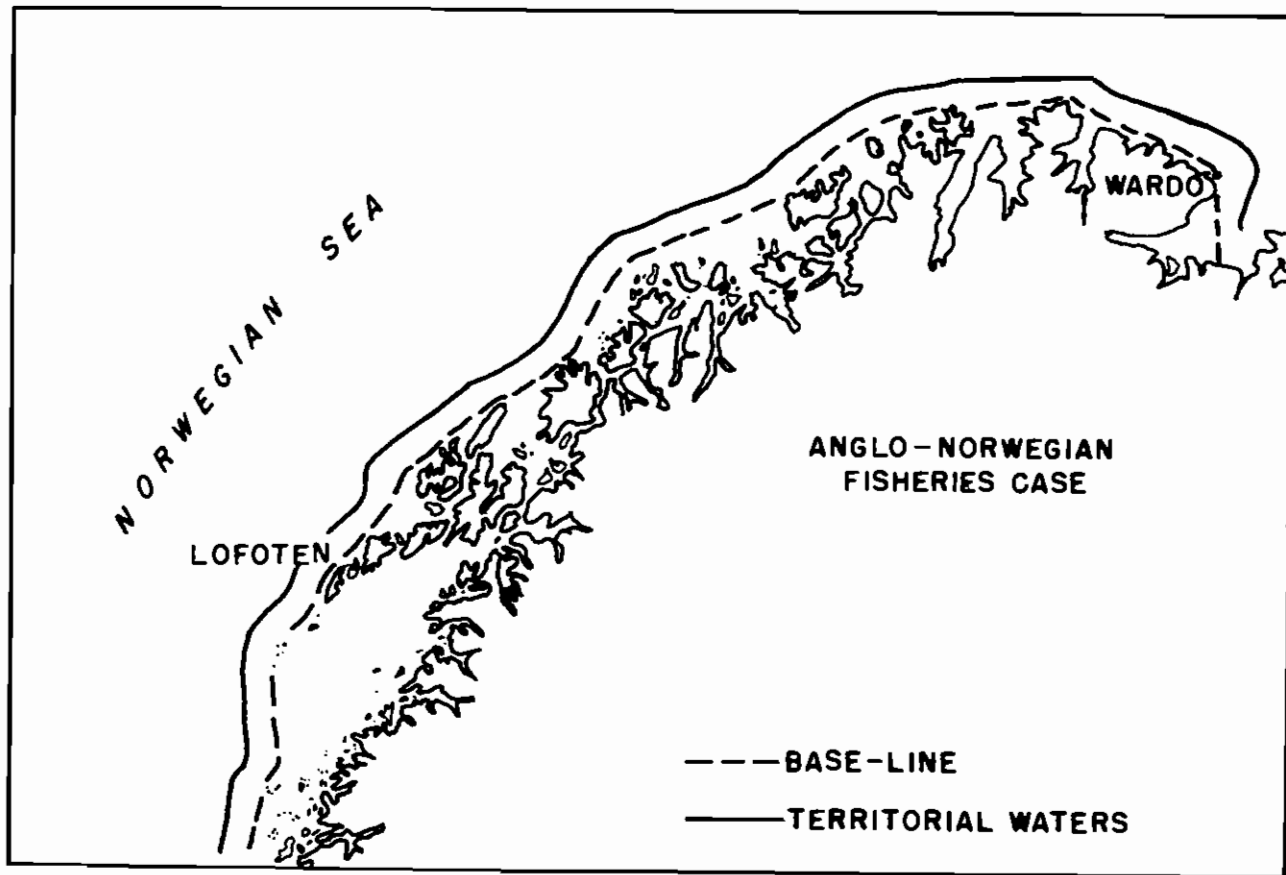 NORWEGIAN SEA
WARDO
ANGLO-NORWEGIAN
FISHERIES CASE
LOFOTEN
BASE-LINE
TERRITORIAL WATERS